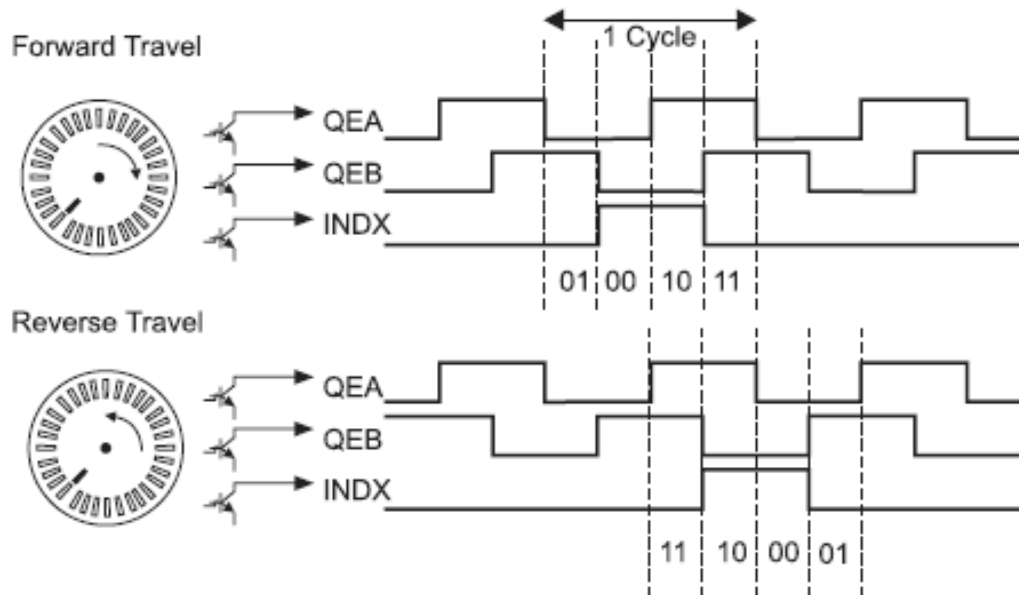 1 Cycle
Forward Travel
QEA
QEB
INDX
01 00 10 11
Reverse Travel
QEA
QEB
INDX
11 10 00 01